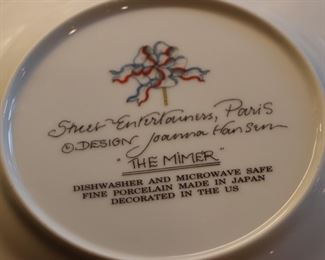 Street Entertainers, Paris
©. DESIGN Joanna Hansen
"THE MIMER"
DISHWASHER AND MICROWAVE SAFE
FINE PORCELAIN MADE IN JAPAN
DECORATED IN THE US